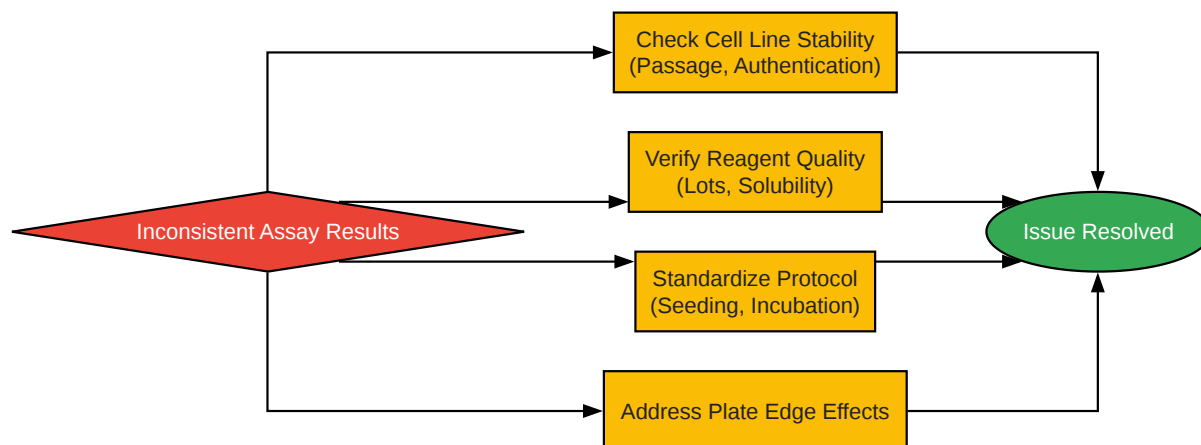 Check Cell Line Stability
(Passage, Authentication)
Verify Reagent Quality
(Lots, Solubility)
Inconsistent Assay Results
Issue Resolved
Standardize Protocol
(Seeding, Incubation)
Address Plate Edge Effects